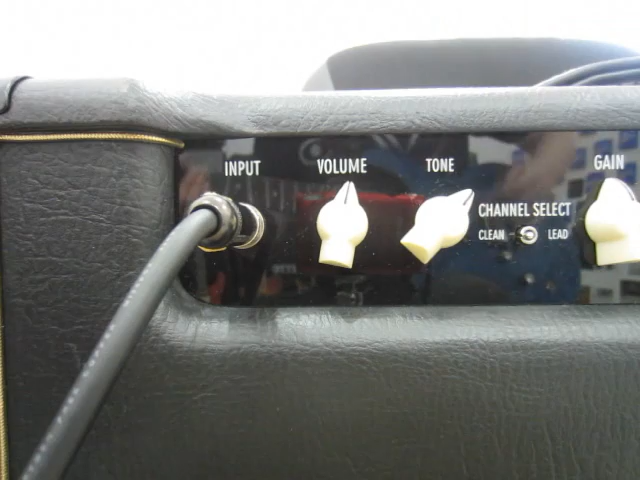 INPUT
VOLUME
TONE
GAIN
CHANNEL SELECT
CLEAN
LEAD